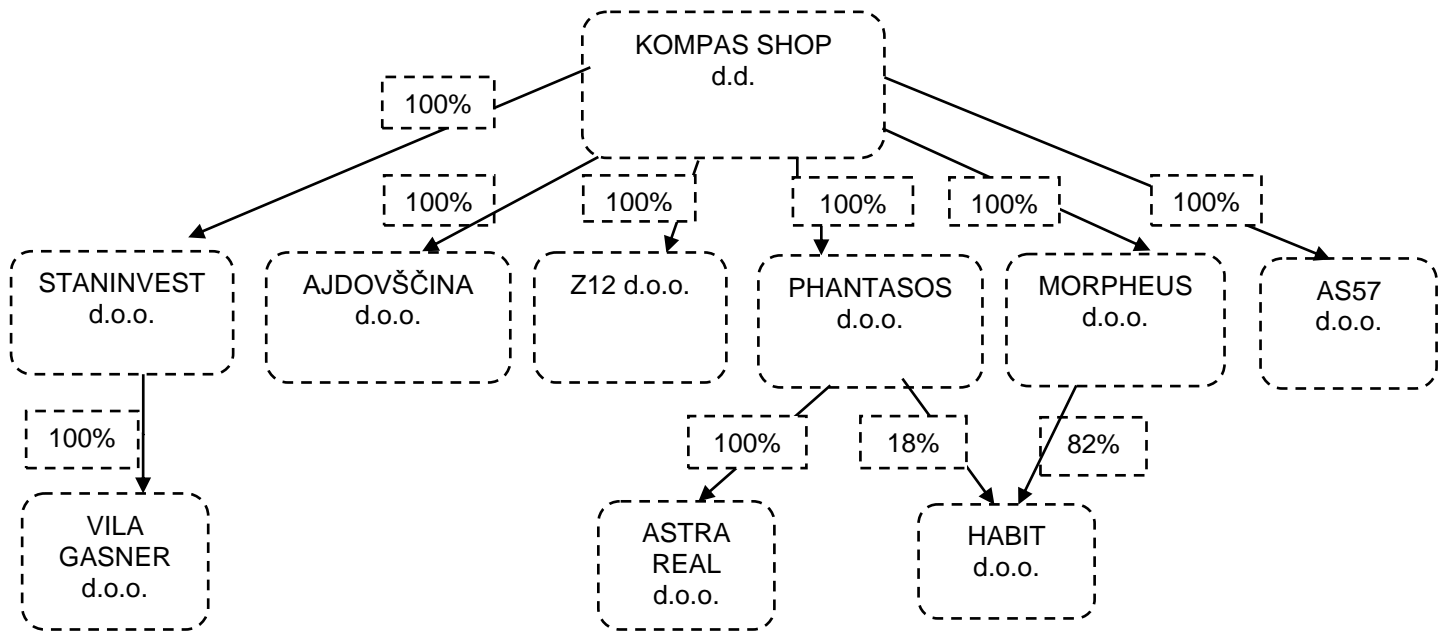 KOMPAS SHOP
d.d.
100%
100%
100%
100%
100%
100%
STANINVEST
d.o.o.
AJDOVŠČINA
d.o.o.
Z12 d.o.o.
PHANTASOS
d.o.o.
MORPHEUS
d.o.o.
AS57
d.o.o.
100%
100%
18%
82%
VILA
GASNER
d.o.o.
ASTRA
REAL
d.o.o.
HABIT
d.o.o.